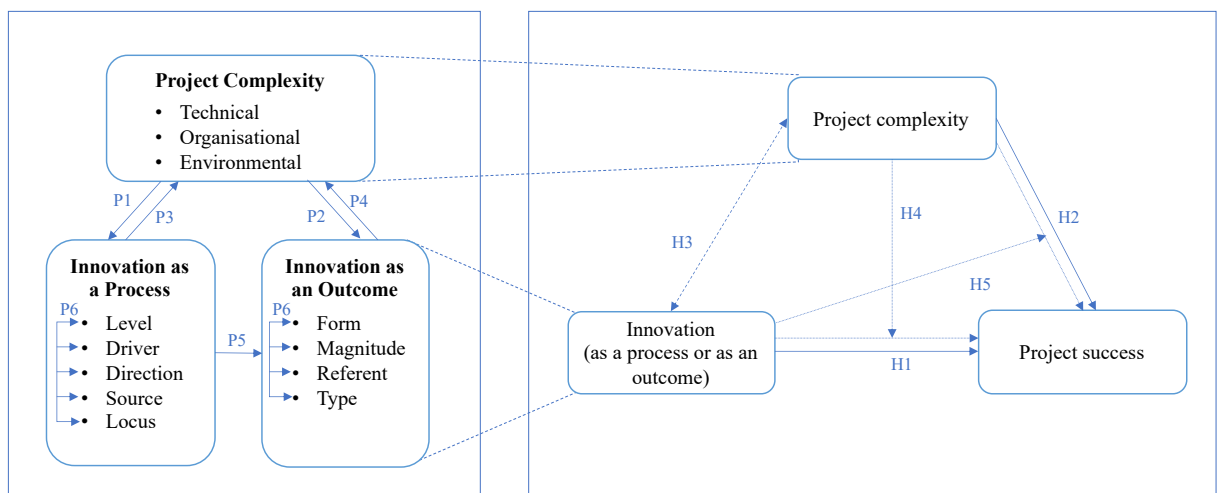 Project Complexity
• Technical
• Organisational
• Environmental
P1
P3
P2
P4
Innovation as
a Process
P6
• Level
• Driver
• Direction
• Source
• Locus
P5
Innovation as
an Outcome
P6
• Form
• Magnitude
• Referent
• Type
Project complexity
H3
H4
H2
H5
Innovation
(as a process or as an
outcome)
H1
Project success